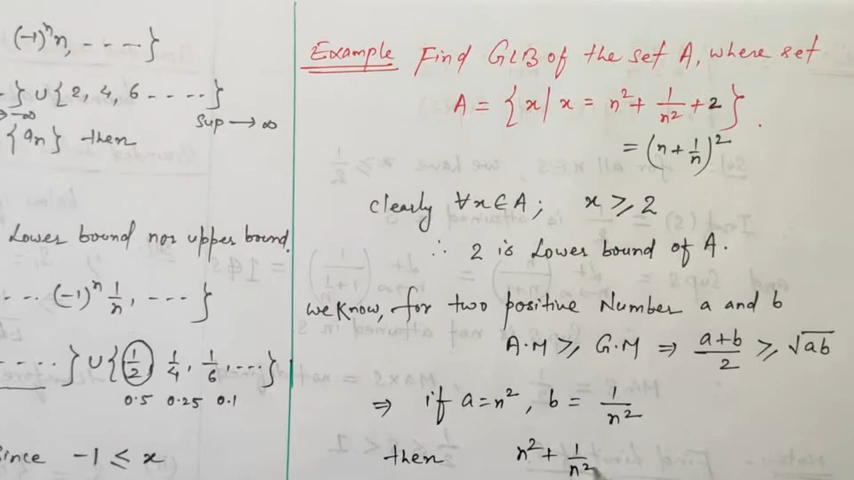 (-1)ⁿn, - - - - }
- } ∪ {2, 4, 6 - - - - - }
→ -∞ Sup → ∞
{aₙ} then
Lower bound nor upper bound.
- - - (-1)ⁿ 1/n, - - - - }
- - - - - } ∪ { 1/2, 1/4, 1/6, - - - }
0.5 0.25 0.1
Since -1 ≤ x
Example Find GLB of the set A, where set
A = { x / x = n² + 1/n² + 2 } .
= (n + 1/n)²
clearly ∀x ∈ A ; x ≥ 2
∴ 2 is Lower bound of A.
we know, for two positive Number a and b
A.M ≥ G.M ⇒ (a+b)/2 ≥ √ab
⇒ if a = n², b = 1/n²
then n² + 1/n²